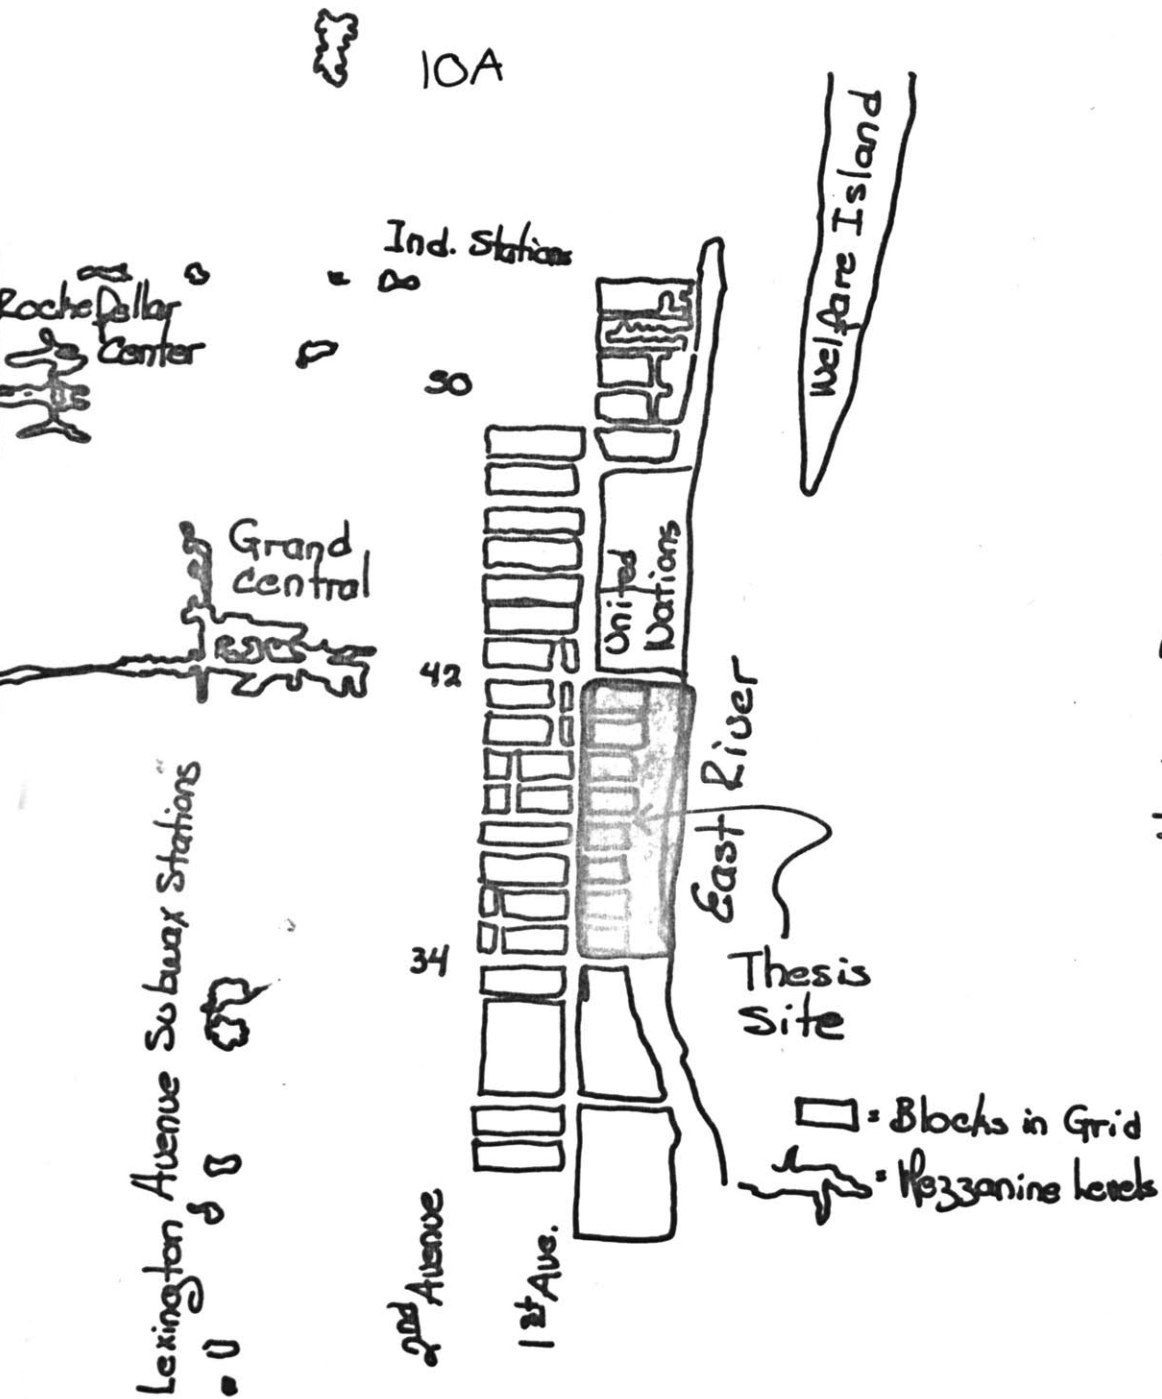 10A
Welfare Island
Ind. Stations
RockeDellar
Center
50
Grand
central
United
Nations
42
East River
Lexington Avenue Subway Stations
34
Thesis
Site
= Blocks in Grid
= Mezzanine Levels
2nd Avenue
1st Ave.